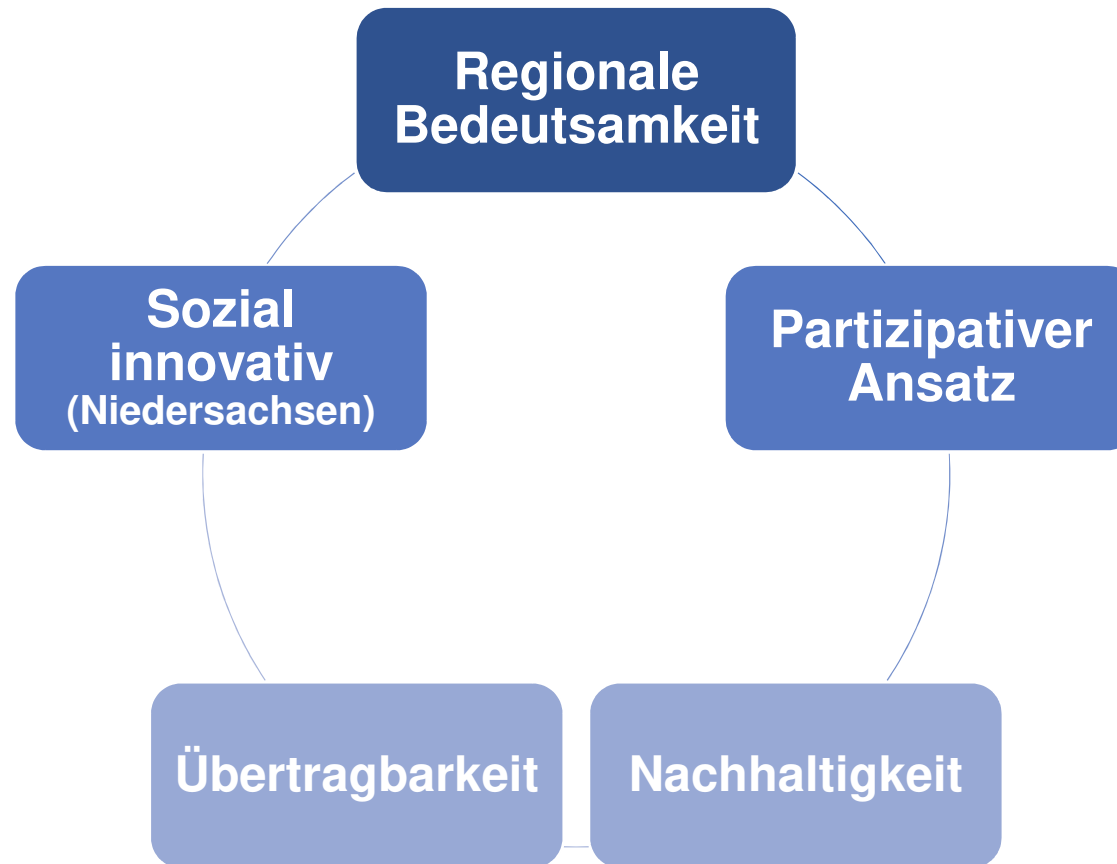 Regionale
Bedeutsamkeit
Sozial
innovativ
(Niedersachsen)
Partizipativer
Ansatz
Übertragbarkeit
Nachhaltigkeit